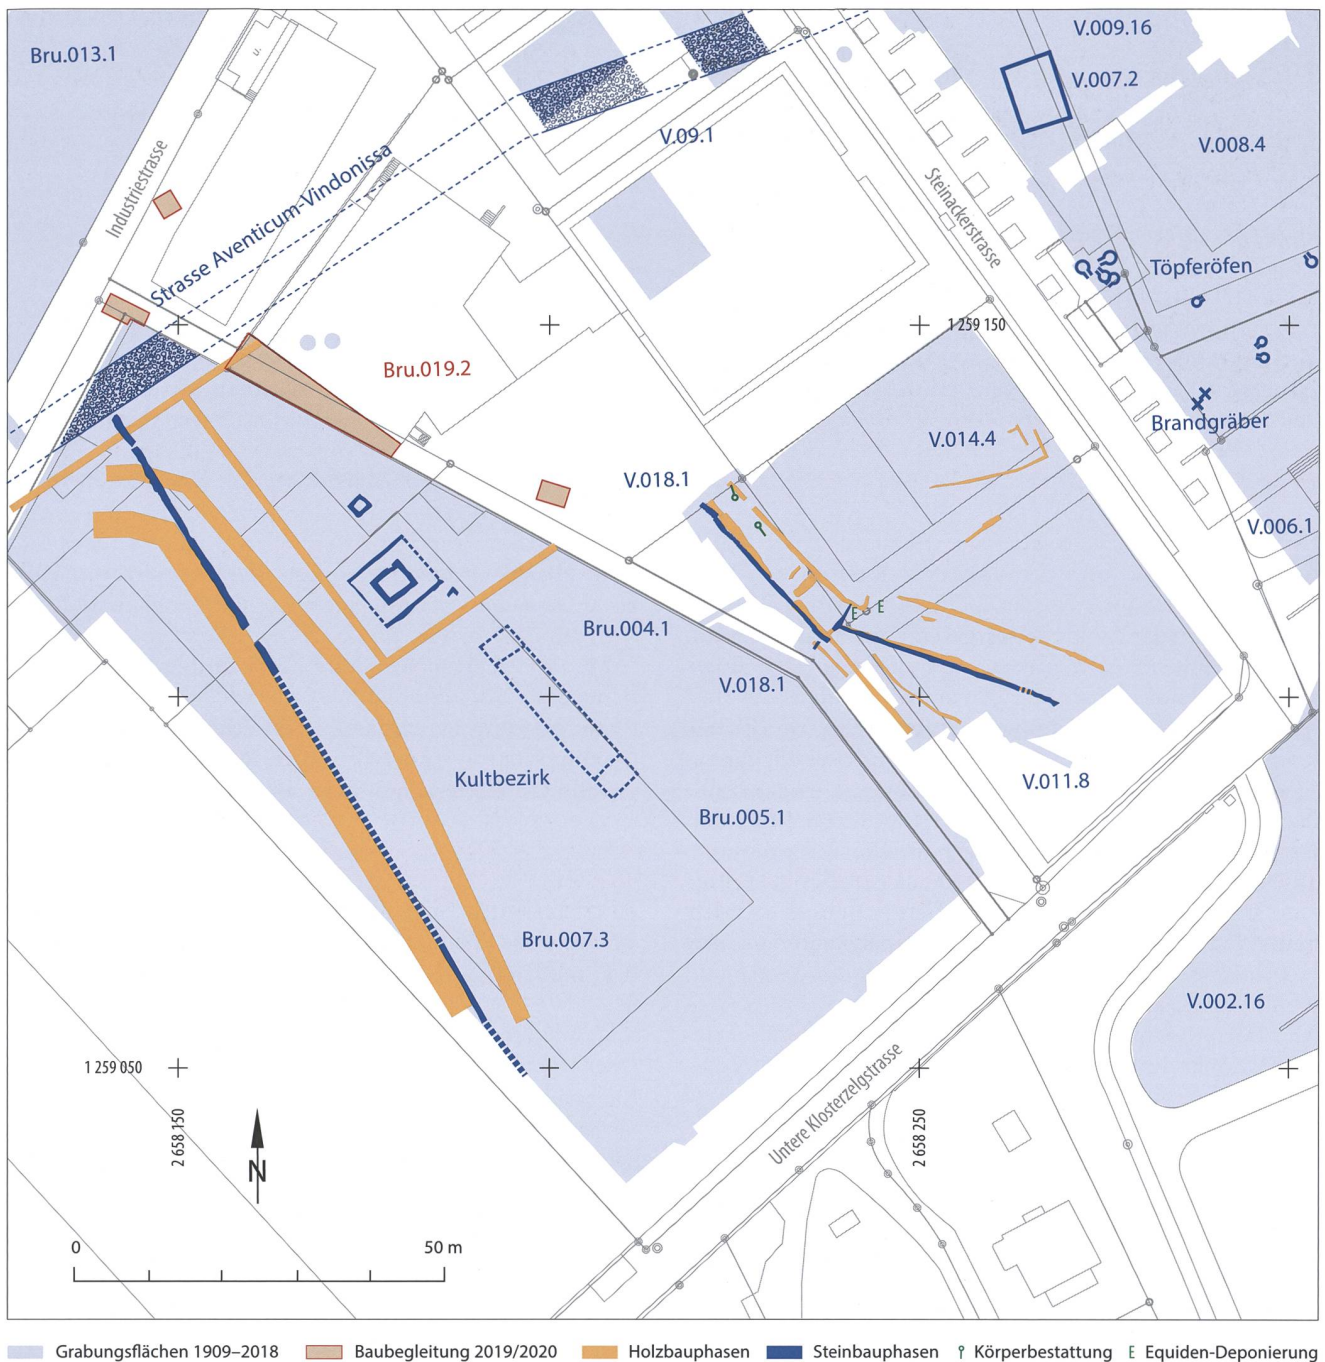 Bru.013.1
V.009.16
V.007.2
V.008.4
V.09.1
Industriestrasse
Strasse Aventicum-Vindonissa
Steinackerstrasse
u.
Töpferöfen
1 259 150
Bru.019.2
Brandgräber
V.014.4
V.018.1
V.006.1
E
E
Bru.004.1
V.018.1
Kultbezirk
V.011.8
Bru.005.1
Bru.007.3
V.002.16
1 259 050
Untere Klosterzelgstrasse
2 658 150
2 658 250
N
0 50 m
Grabungsflächen 1909–2018 Baubegleitung 2019/2020 Holzbauphasen Steinbauphasen Körperbestattung E Equiden-Deponierung